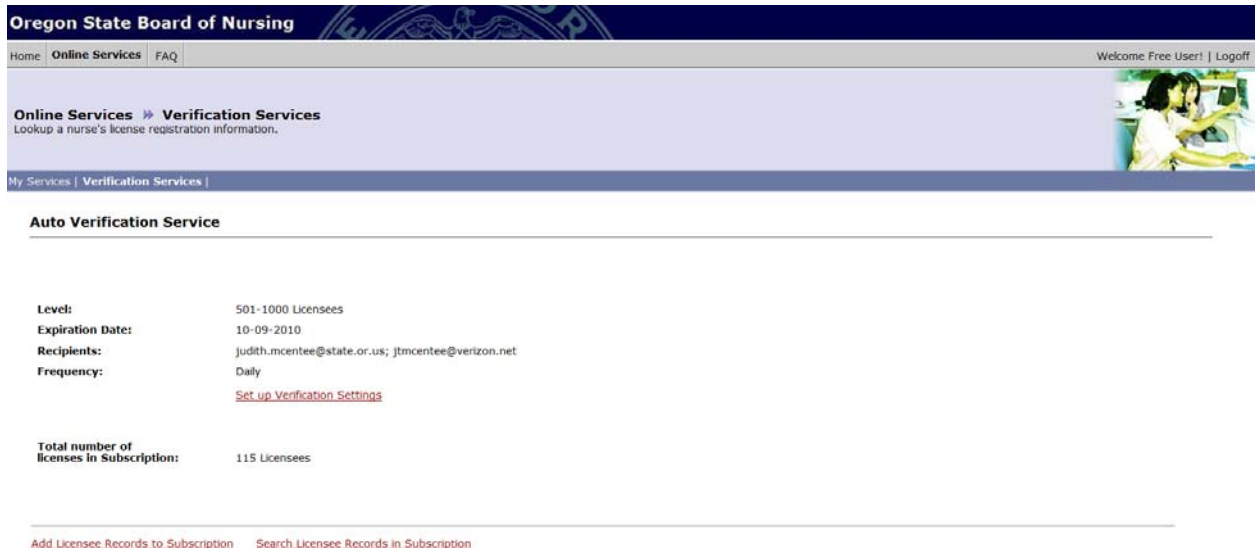 Oregon State Board of Nursing
Home Online Services FAQ Welcome Free User! | Logoff
Online Services Verification Services
Lookup a nurse's license registration information.
My Services | Verification Services |
Auto Verification Service
Level: 501-1000 Licensees
Expiration Date: 10-09-2010
Recipients: judith.mcentee@state.or.us; jtmcentee@verizon.net
Frequency: Daily
Set up Verification Settings
Total number of
licenses in Subscription: 115 Licensees
Add Licensee Records to Subscription Search Licensee Records in Subscription